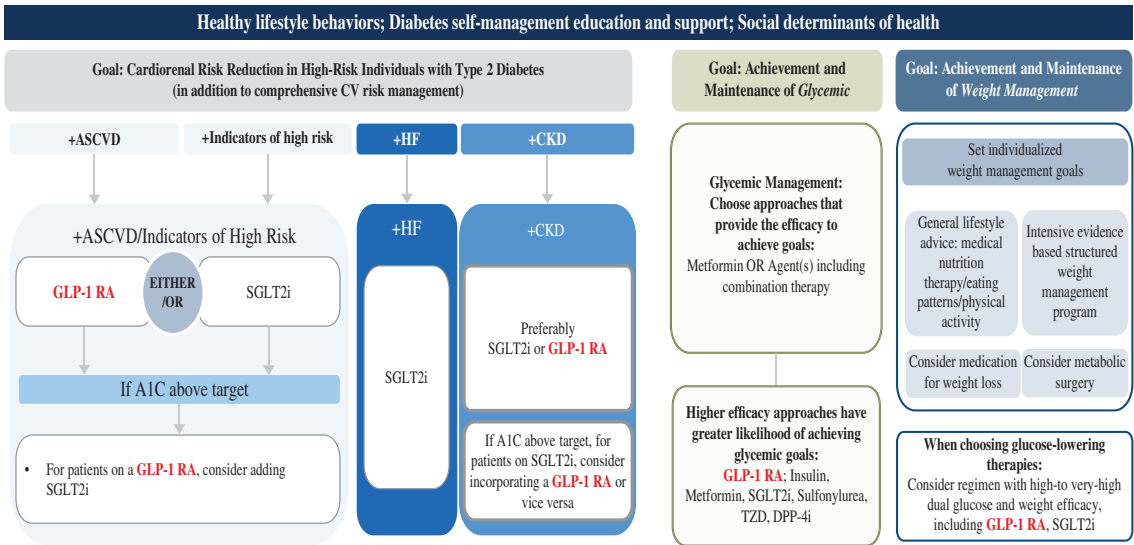 Healthy lifestyle behaviors; Diabetes self-management education and support; Social determinants of health
Goal: Cardiorenal Risk Reduction in High-Risk Individuals with Type 2 Diabetes
(in addition to comprehensive CV risk management)
+ASCVD
+Indicators of high risk
+HF
+CKD
+ASCVD/Indicators of High Risk
GLP-1 RA
EITHER
/OR
SGLT2i
If A1C above target
• For patients on a GLP-1 RA, consider adding
SGLT2i
+HF
SGLT2i
+CKD
Preferably
SGLT2i or GLP-1 RA
If A1C above target, for
patients on SGLT2i, consider
incorporating a GLP-1 RA or
vice versa
Goal: Achievement and
Maintenance of Glycemic
Glycemic Management:
Choose approaches that
provide the efficacy to
achieve goals:
Metformin OR Agent(s) including
combination therapy
Higher efficacy approaches have
greater likelihood of achieving
glycemic goals:
GLP-1 RA; Insulin,
Metformin, SGLT2i, Sulfonylurea,
TZD, DPP-4i
Goal: Achievement and Maintenance
of Weight Management
Set individualized
weight management goals
General lifestyle
advice: medical
nutrition
therapy/eating
patterns/physical
activity
Intensive evidence
based structured
weight
management
program
Consider medication
for weight loss
Consider metabolic
surgery
When choosing glucose-lowering
therapies:
Consider regimen with high-to very-high
dual glucose and weight efficacy,
including GLP-1 RA, SGLT2i